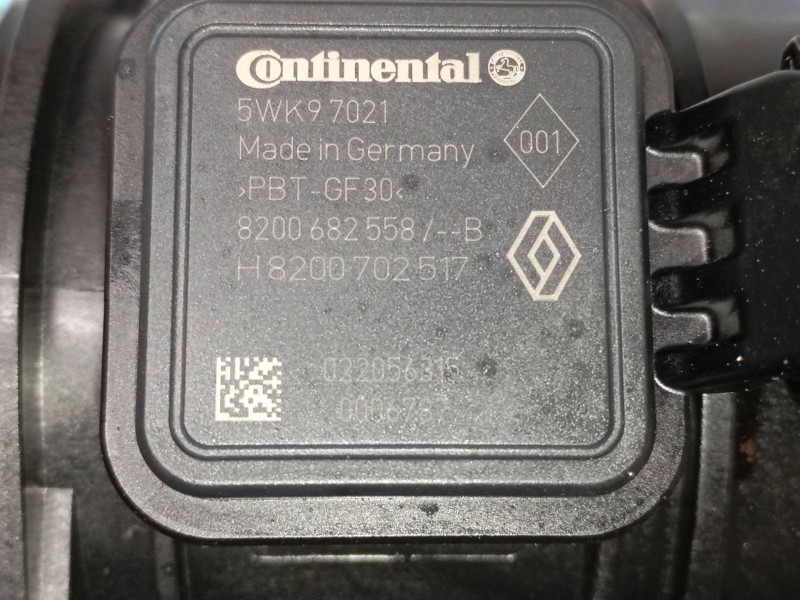 Continental
5WK9 7021
Made in Germany
001
>PBT-GF30<
8200 682 558 /--B
H 8200 702 517